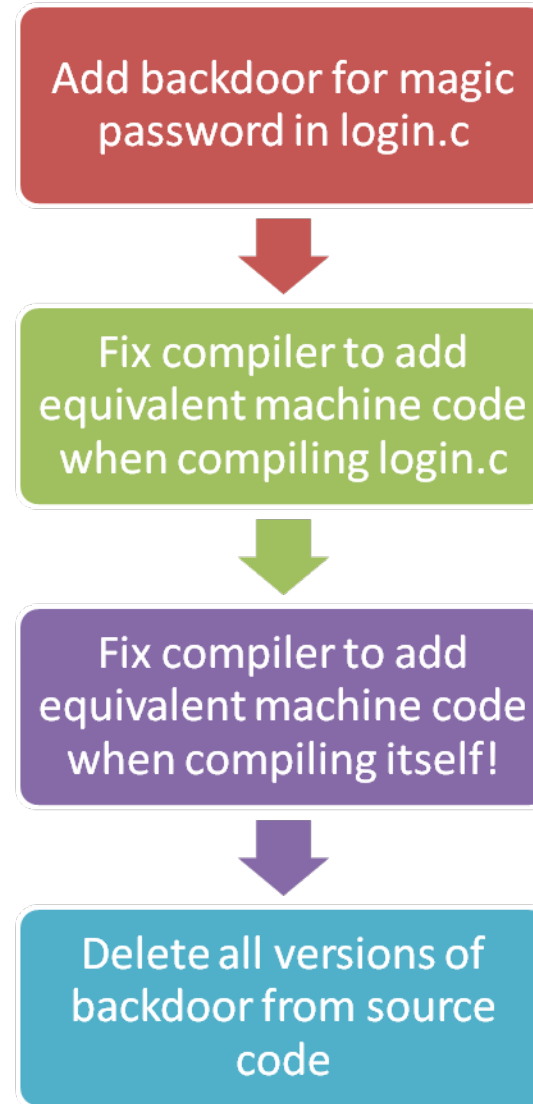 Add backdoor for magic
password in login.c
Fix compiler to add
equivalent machine code
when compiling login.c
Fix compiler to add
equivalent machine code
when compiling itself!
Delete all versions of
backdoor from source
code